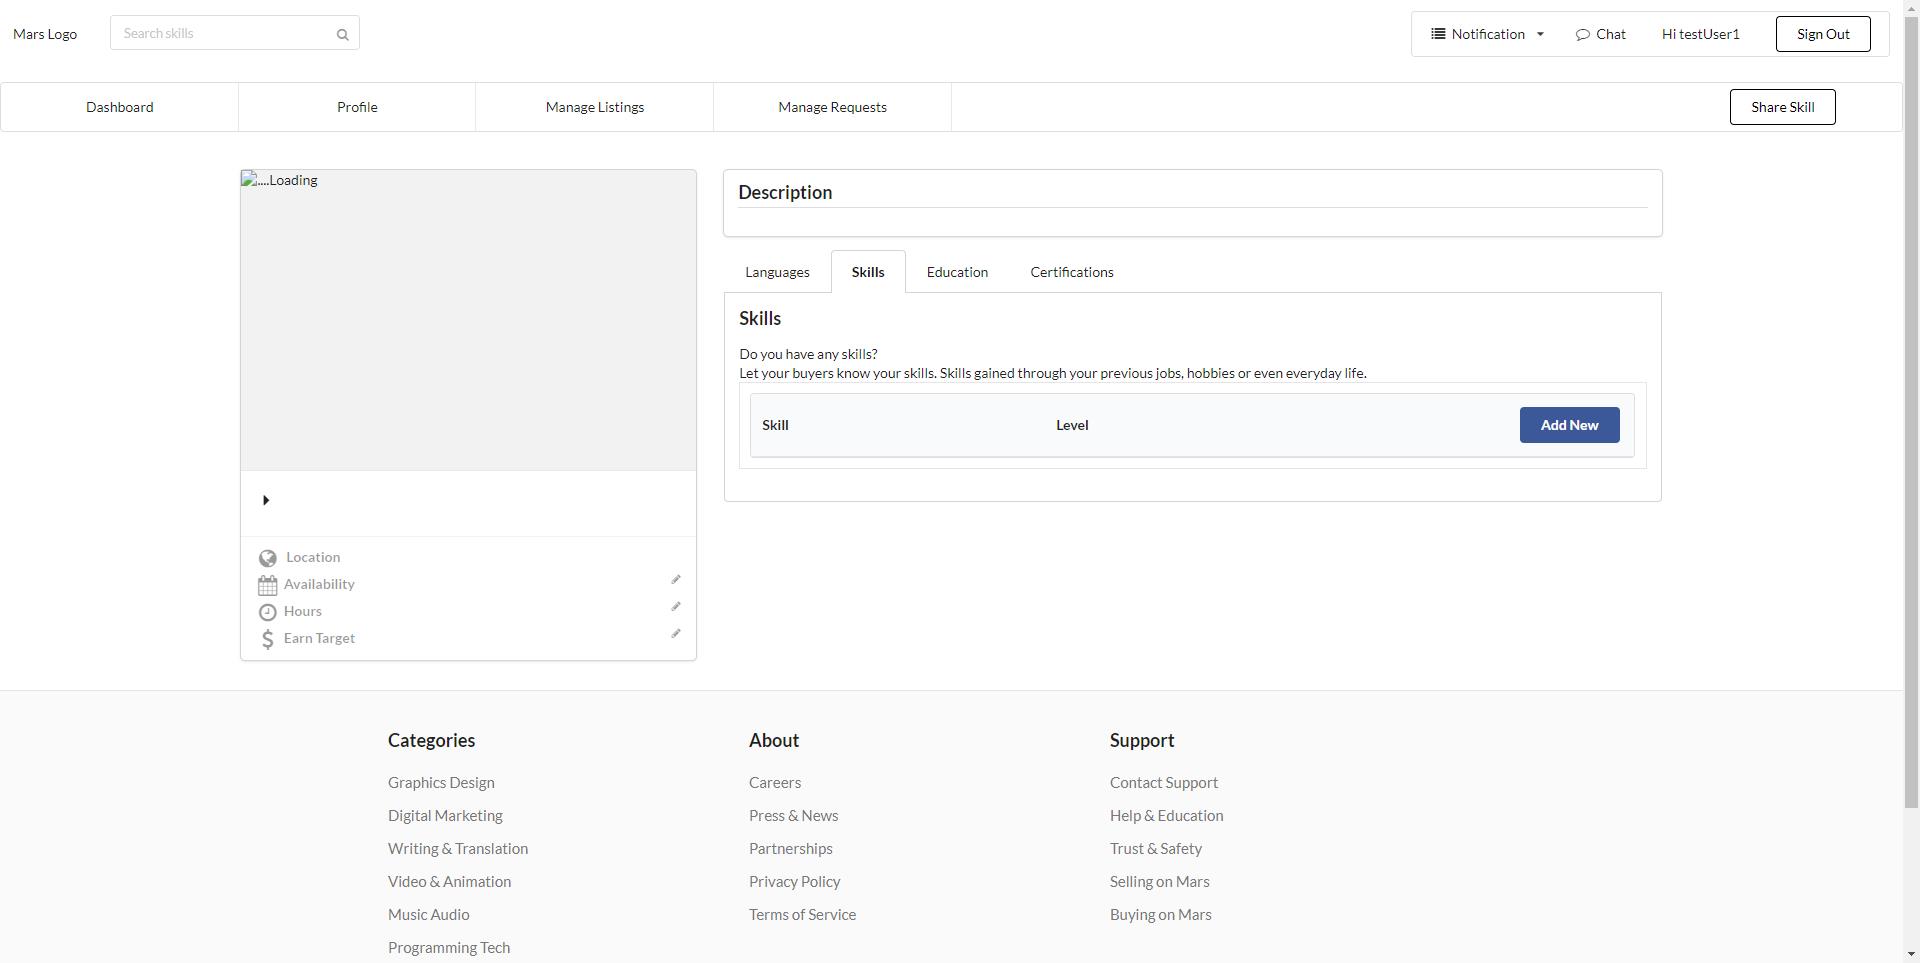 Mars Logo
Search skills
Notification
Chat
Hi testUser1
Sign Out
Dashboard
Profile
Manage Listings
Manage Requests
Share Skill
....Loading
Location
Availability
Hours
Earn Target
Description
Languages
Skills
Education
Certifications
Skills
Do you have any skills?
Let your buyers know your skills. Skills gained through your previous jobs, hobbies or even everyday life.
Skill
Level
Add New
Categories
Graphics Design
Digital Marketing
Writing & Translation
Video & Animation
Music Audio
Programming Tech
About
Careers
Press & News
Partnerships
Privacy Policy
Terms of Service
Support
Contact Support
Help & Education
Trust & Safety
Selling on Mars
Buying on Mars